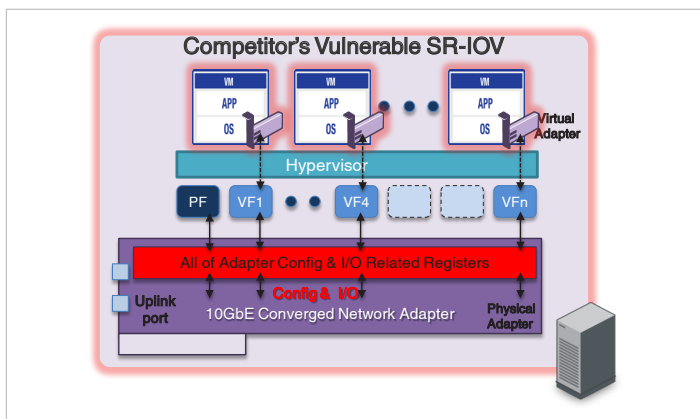 Competitor's Vulnerable SR-IOV
VM VM VM
APP APP APP
OS OS OS
Virtual
Adapter
Hypervisor
PF VF1 VF4 VFn
All of Adapter Config & I/O Related Registers
Config & I/O
Uplink
port
10GbE Converged Network Adapter
Physical
Adapter